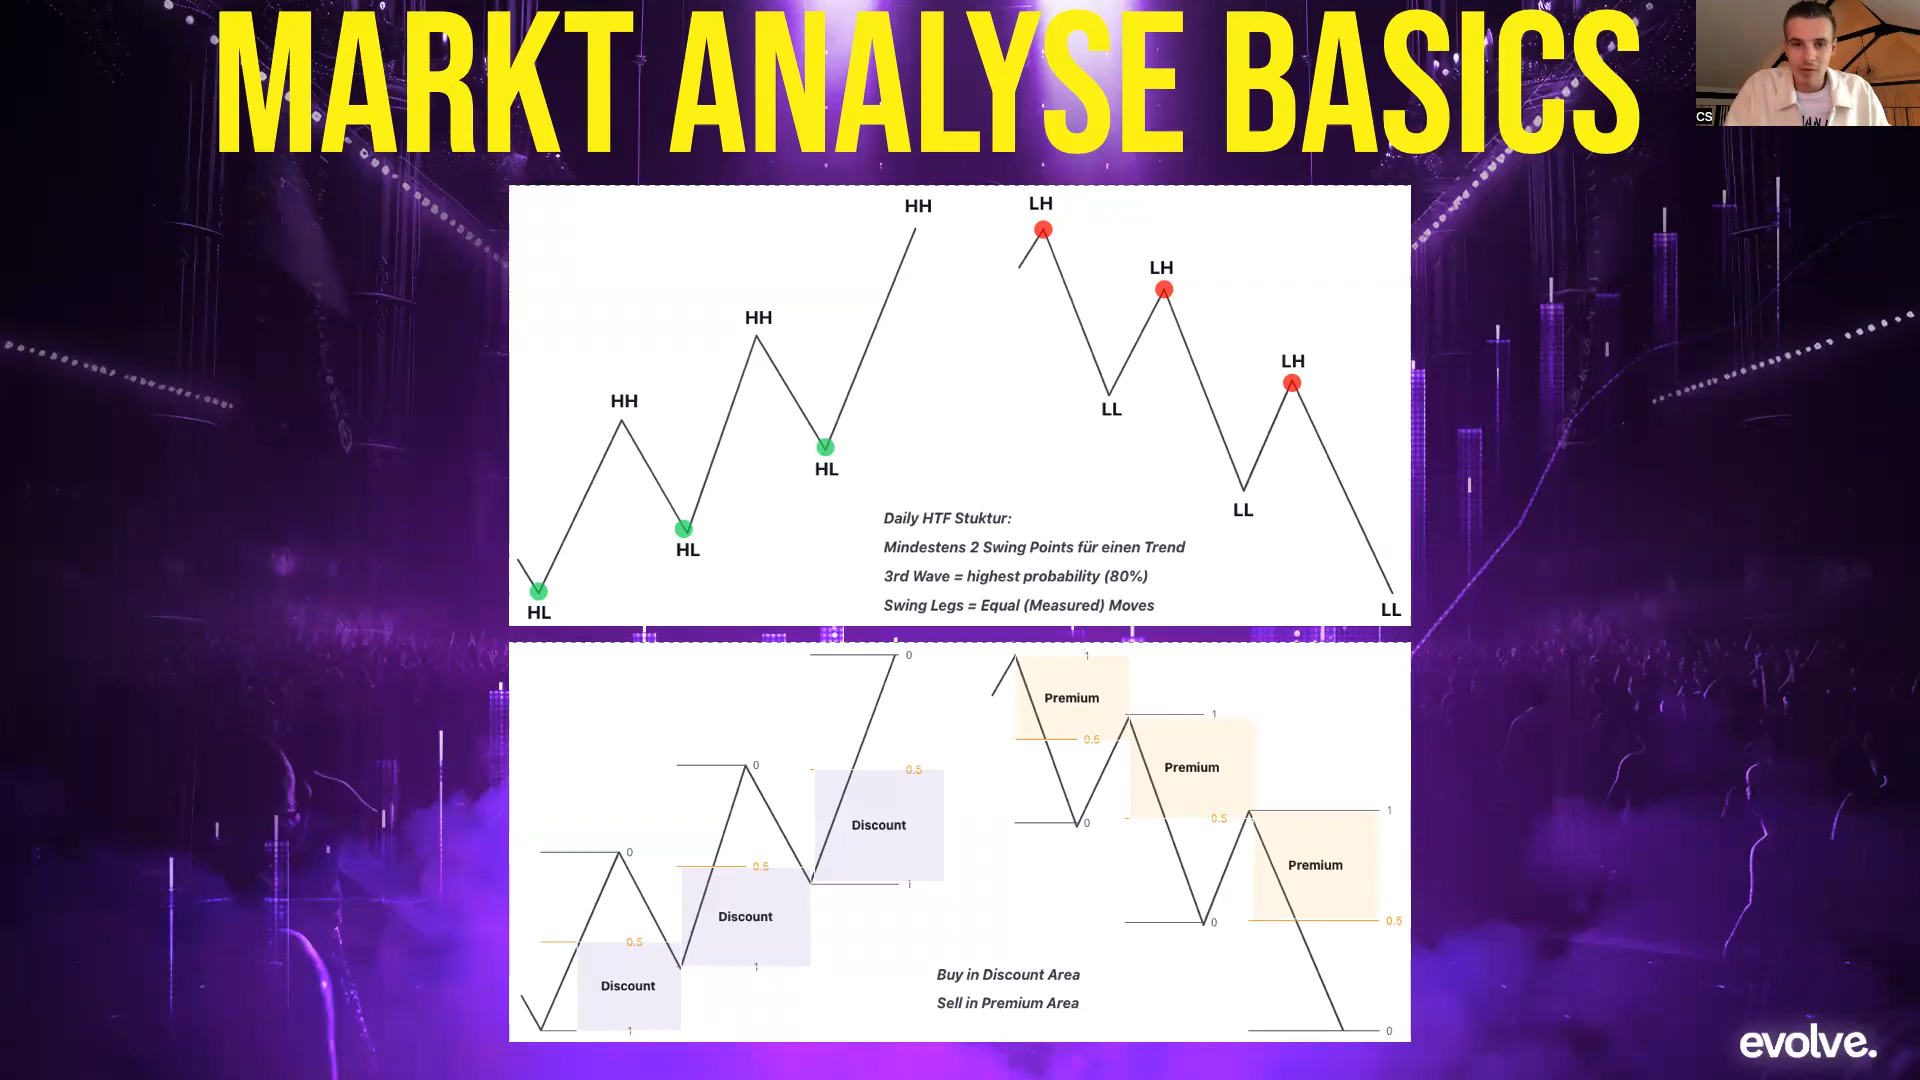 MARKT ANALYSE BASICS
CS
HH
LH
LH
HH
LH
HH
LL
HL
LL
HL
HL
LL
Daily HTF Stuktur:
Mindestens 2 Swing Points für einen Trend
3rd Wave = highest probability (80%)
Swing Legs = Equal (Measured) Moves
0
1
Premium
1
0.5
0
Premium
0.5
1
0
Discount
0.5
0
0.5
Premium
1
Discount
0
0.5
0.5
1
Discount
1
0
Buy in Discount Area
Sell in Premium Area
evolve.